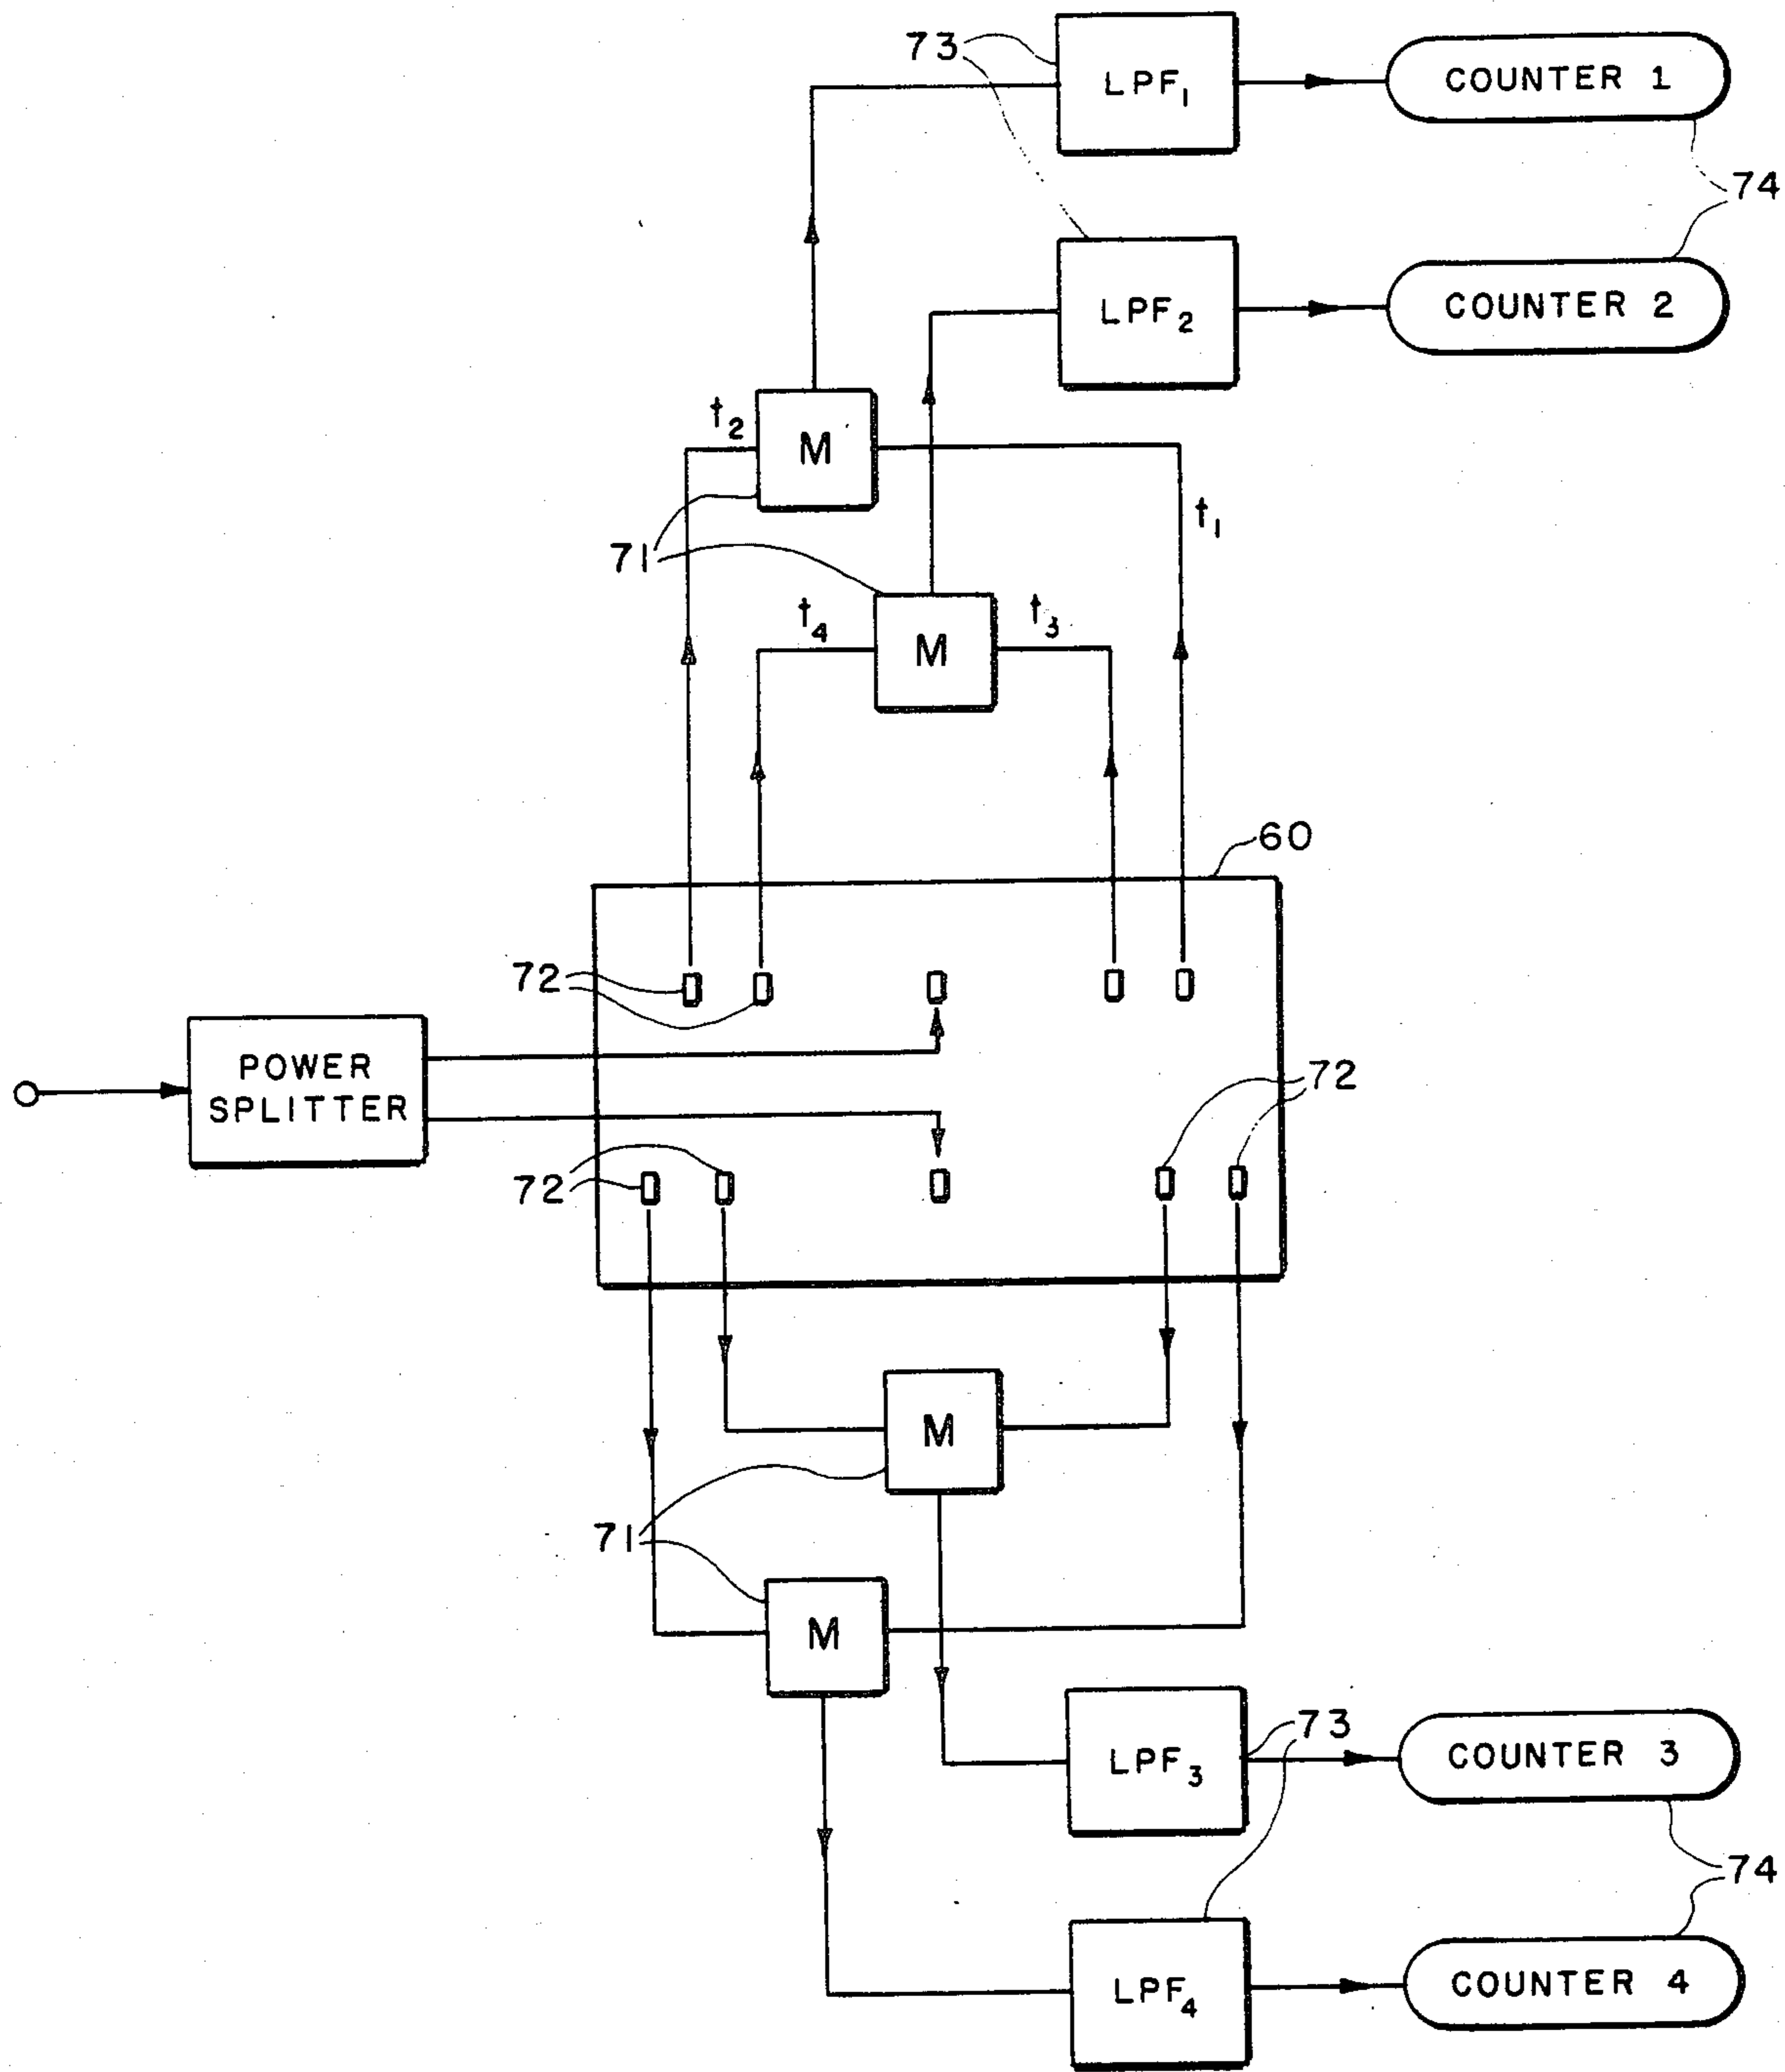 73
LPF₁
COUNTER 1
74
LPF₂
COUNTER 2
t₂
M
t₁
71
t₄
M
t₃
60
72
POWER
SPLITTER
72
72
M
71
M
73
LPF₃
COUNTER 3
74
LPF₄
COUNTER 4